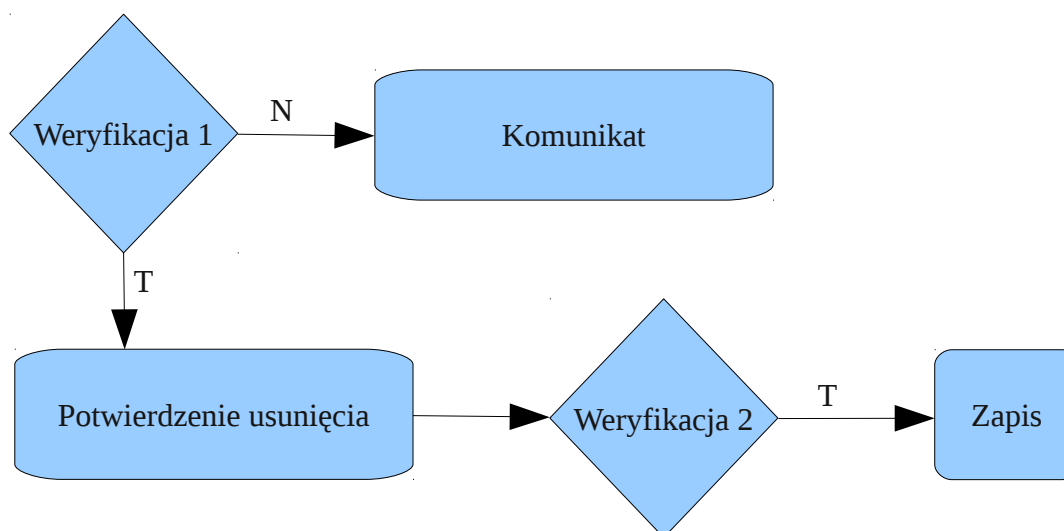 Weryfikacja 1
N
Komunikat
T
Potwierdzenie usunięcia
Weryfikacja 2
T
Zapis